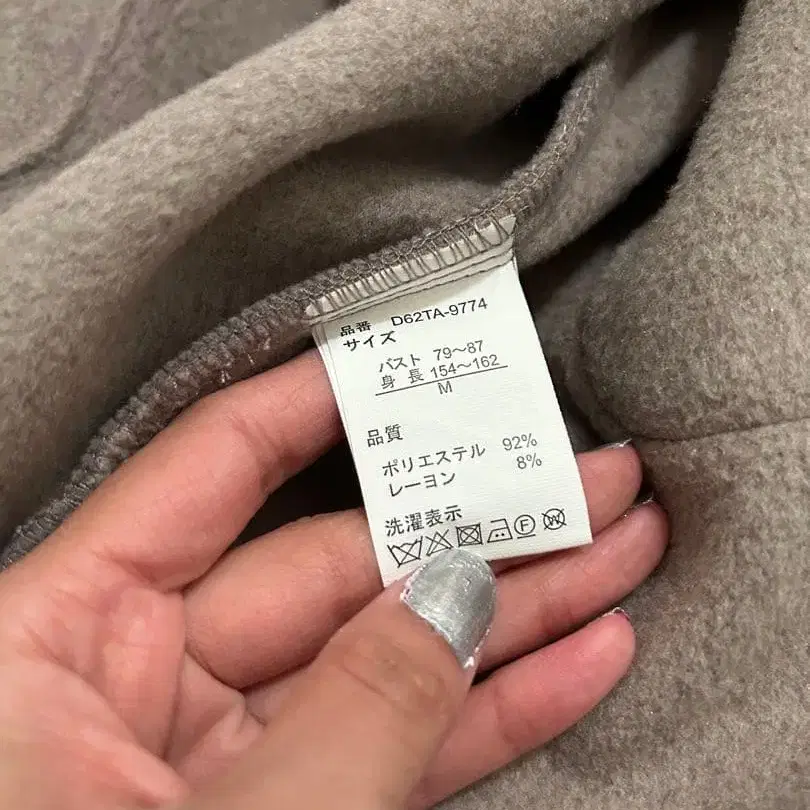 品番 D62TA-9774
サイズ
バスト 79～87
身 長 154～162
M
品質
ポリエステル 92%
レーヨン 8%
洗濯表示
F W